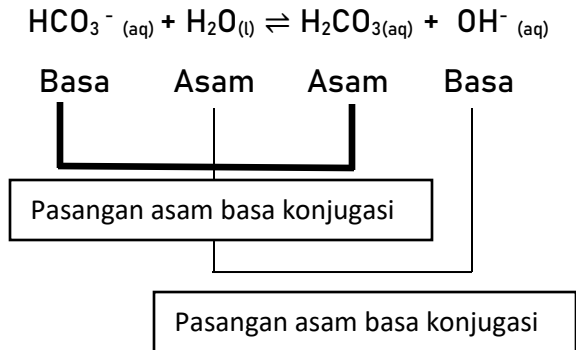 HCO₃⁻ (aq) + H₂O(l) ⇌ H₂CO₃(aq) + OH⁻ (aq)
Basa Asam Asam Basa
Pasangan asam basa konjugasi
Pasangan asam basa konjugasi